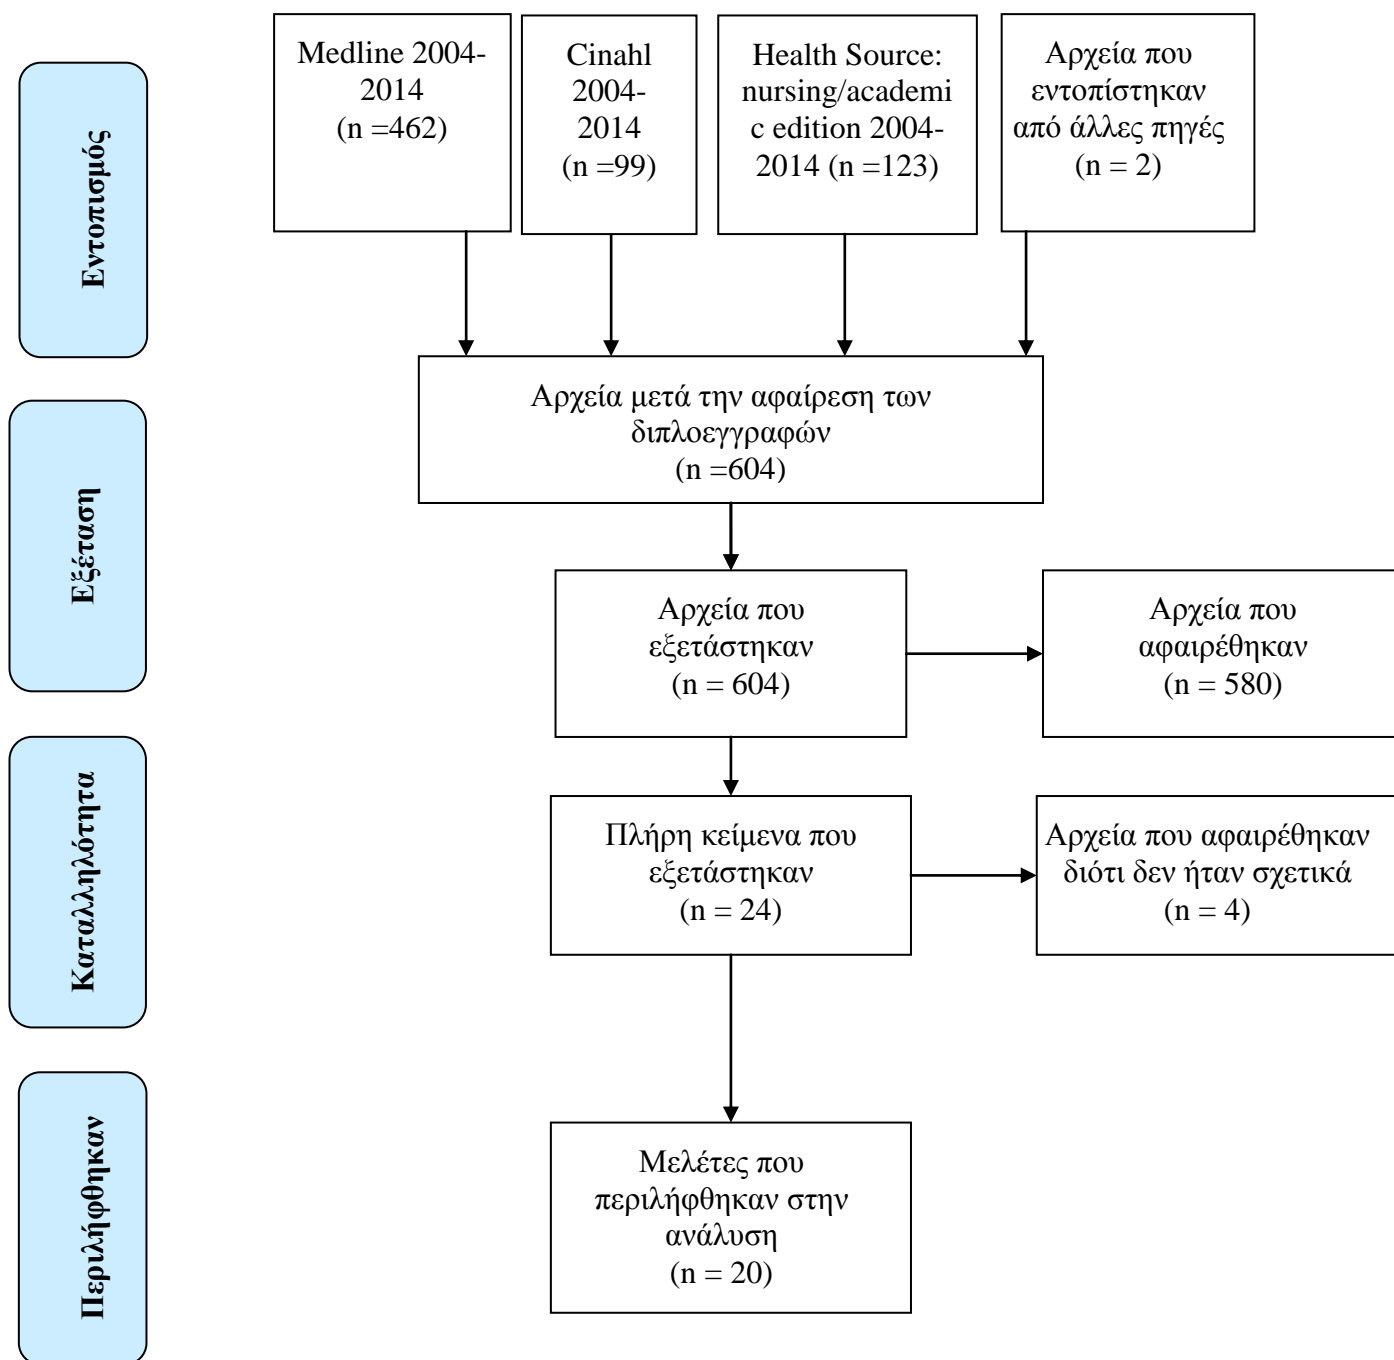 Medline 2004-
2014
(n =462)
Cinahl
2004-
2014
(n =99)
Health Source:
nursing/academi
c edition 2004-
2014 (n =123)
Αρχεία που
εντοπίστηκαν
από άλλες πηγές
(n = 2)
Εντοπισμός
Αρχεία μετά την αφαίρεση των
διπλοεγγραφών
(n =604)
Εξέταση
Αρχεία που
εξετάστηκαν
(n = 604)
Αρχεία που
αφαιρέθηκαν
(n = 580)
Καταλληλότητα
Πλήρη κείμενα που
εξετάστηκαν
(n = 24)
Αρχεία που αφαιρέθηκαν
διότι δεν ήταν σχετικά
(n = 4)
Περιλήφθηκαν
Μελέτες που
περιλήφθηκαν στην
ανάλυση
(n = 20)